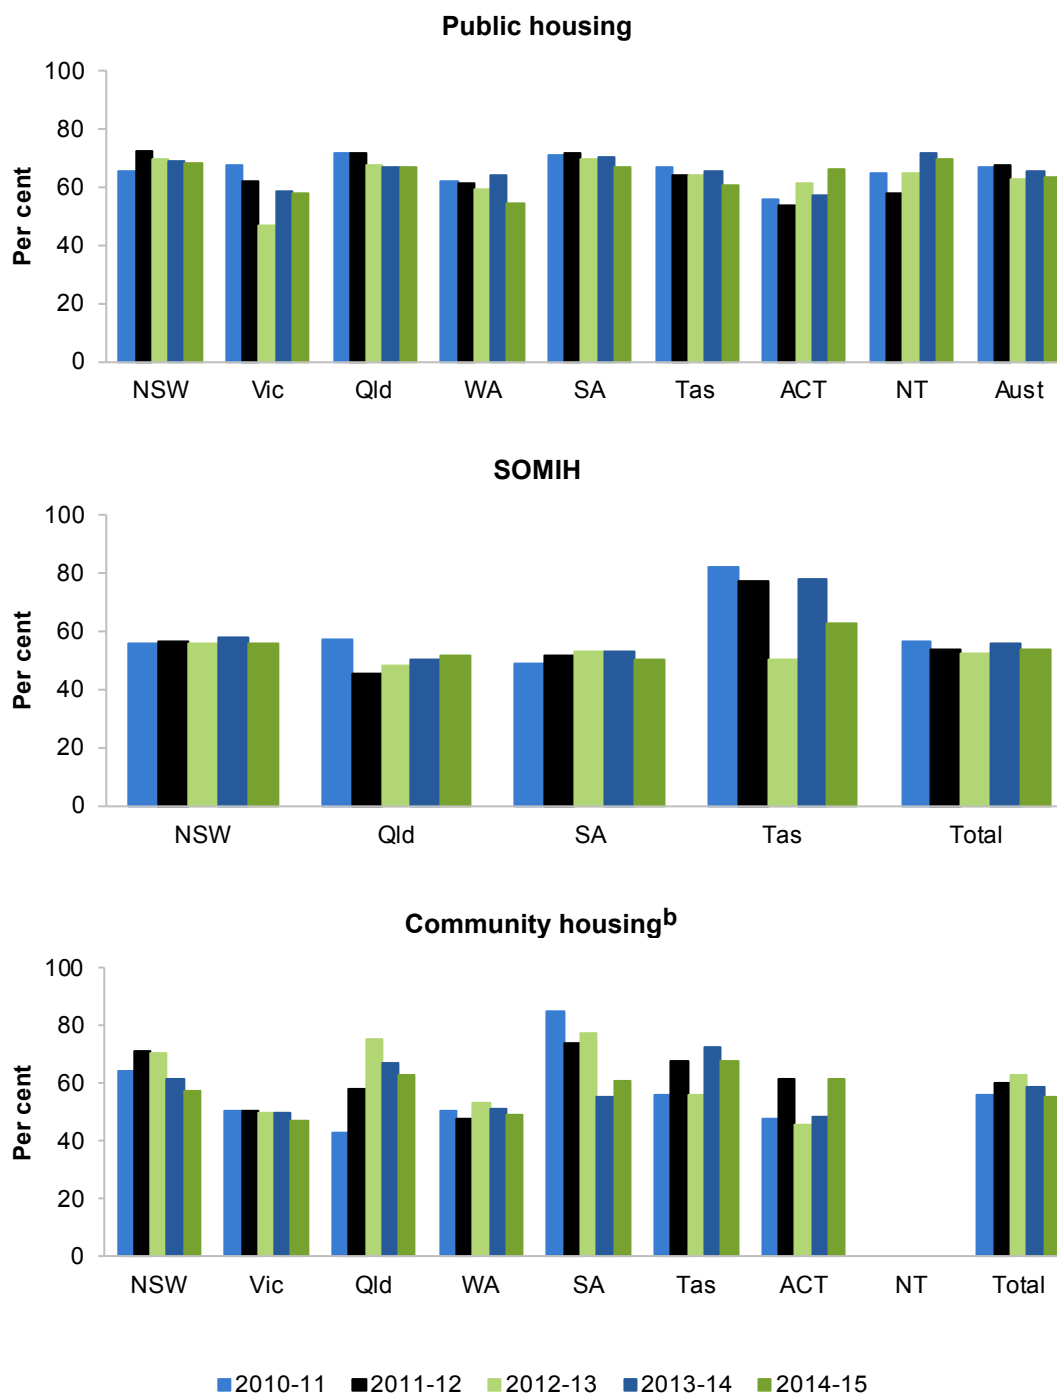 Public housing
100
80
60
40
20
0
Per cent
NSW Vic Qld WA SA Tas ACT NT Aust
SOMIH
100
80
60
40
20
0
Per cent
NSW Qld SA Tas Total
Community housingb
100
80
60
40
20
0
Per cent
NSW Vic Qld WA SA Tas ACT NT Total
2010-11 2011-12 2012-13 2013-14 2014-15